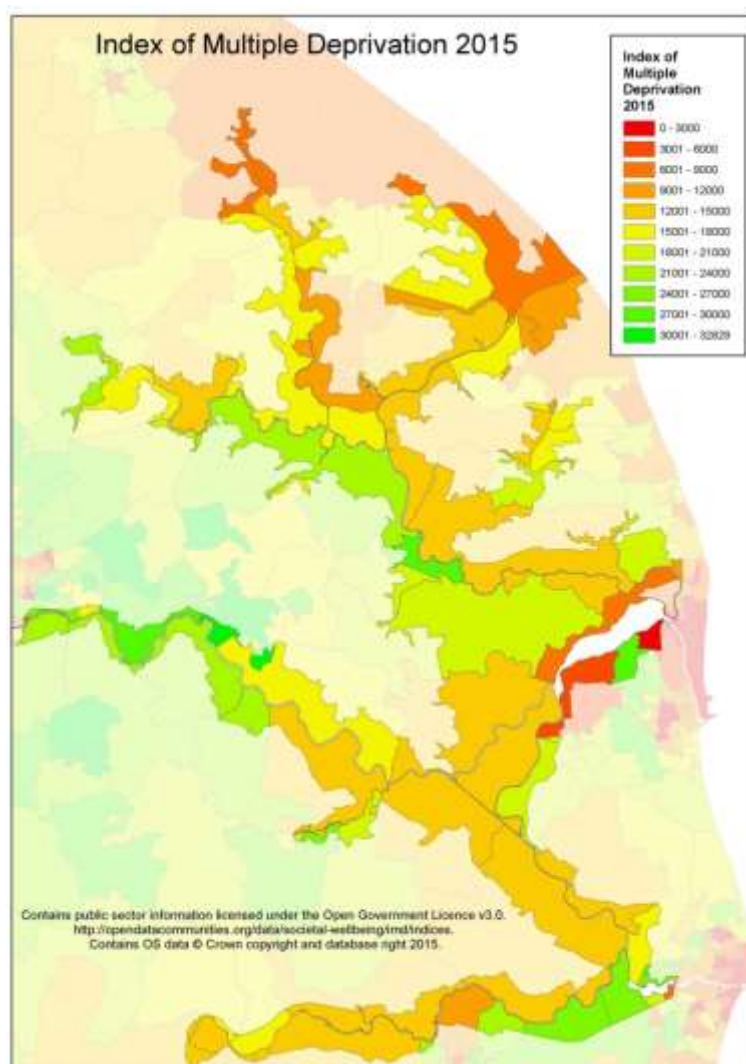 Index of Multiple Deprivation 2015
Index of
Multiple
Deprivation
2015
0 - 3000
3001 - 6000
6001 - 9000
9001 - 12000
12001 - 15000
15001 - 18000
18001 - 21000
21001 - 24000
24001 - 27000
27001 - 30000
30001 - 32829
Contains public sector information licensed under the Open Government Licence v3.0.
http://opendatacommunities.org/data/societal-wellbeing/imd/indices.
Contains OS data © Crown copyright and database right 2015.